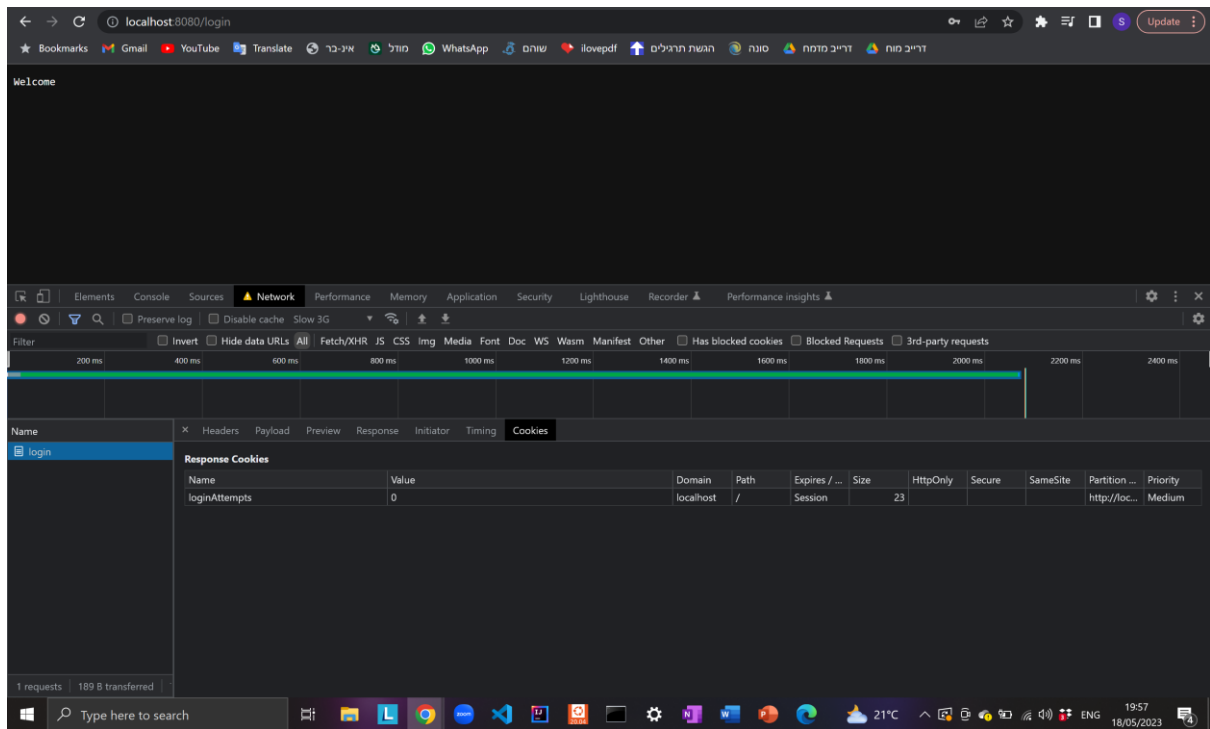 localhost:8080/login
S
Update
Bookmarks Gmail YouTube Translate אינ-בר מודל WhatsApp שוהם ilovepdf הגשת תרגילים סונה דרייב מדמח דרייב מוח
Welcome
Elements Console Sources Network Performance Memory Application Security Lighthouse Recorder Performance insights
Preserve log Disable cache Slow 3G
Filter Invert Hide data URLs All Fetch/XHR JS CSS Img Media Font Doc WS Wasm Manifest Other Has blocked cookies Blocked Requests 3rd-party requests
200 ms 400 ms 600 ms 800 ms 1000 ms 1200 ms 1400 ms 1600 ms 1800 ms 2000 ms 2200 ms 2400 ms
Name × Headers Payload Preview Response Initiator Timing Cookies
login
Response Cookies
Name Value Domain Path Expires / ... Size HttpOnly Secure SameSite Partition ... Priority
loginAttempts 0 localhost / Session 23 http://loc... Medium
1 requests 189 B transferred
Type here to search L zoom IJ 20.04 N W P 21°C ENG 19:57
18/05/2023 4